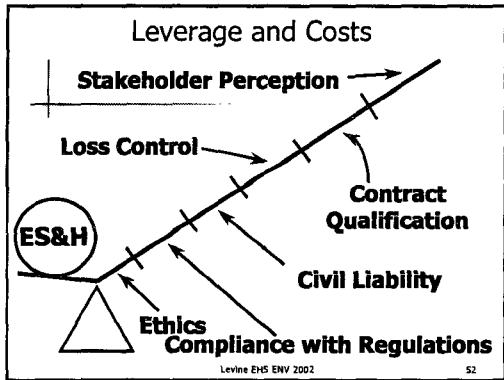 Leverage and Costs
Stakeholder Perception
Loss Control
Contract
Qualification
ES&H
Civil Liability
Ethics
Compliance with Regulations
Levine EHS ENV 2002
52